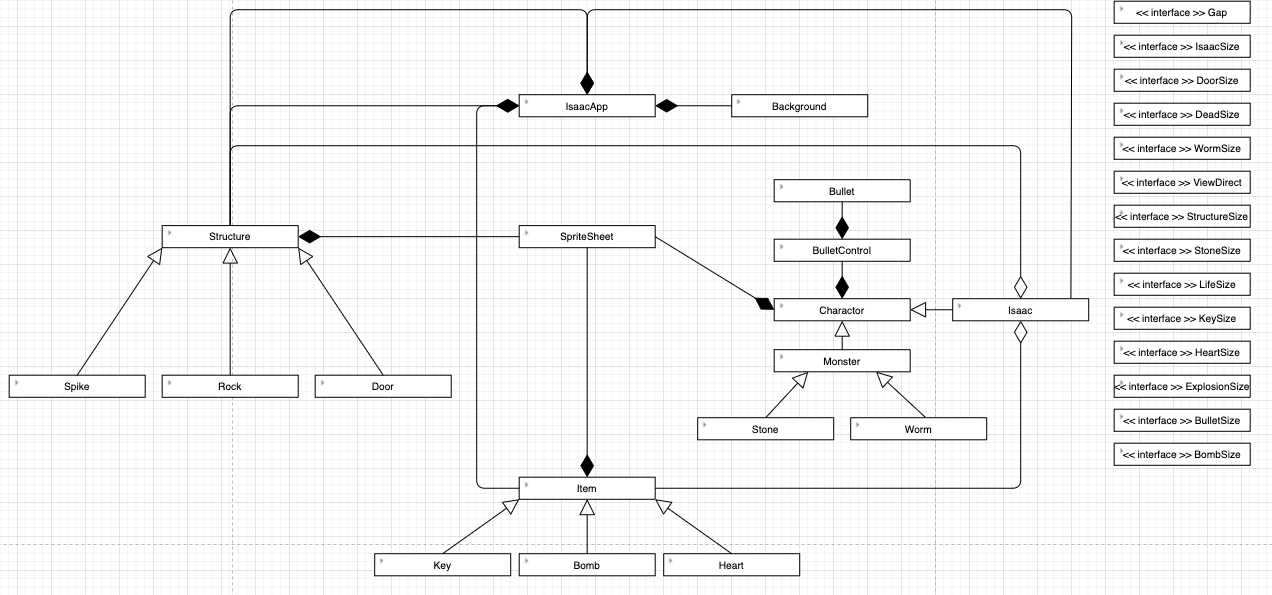 << interface >> Gap
<< interface >> IsaacSize
<< interface >> DoorSize
IsaacApp
Background
<< interface >> DeadSize
<< interface >> WormSize
<< interface >> ViewDirect
Bullet
<< interface >> StructureSize
Structure
SpriteSheet
BulletControl
<< interface >> StoneSize
<< interface >> LifeSize
Charactor
Isaac
<< interface >> KeySize
<< interface >> HeartSize
Monster
Spike
Rock
Door
<< interface >> ExplosionSize
<< interface >> BulletSize
Stone
Worm
<< interface >> BombSize
Item
Key
Bomb
Heart